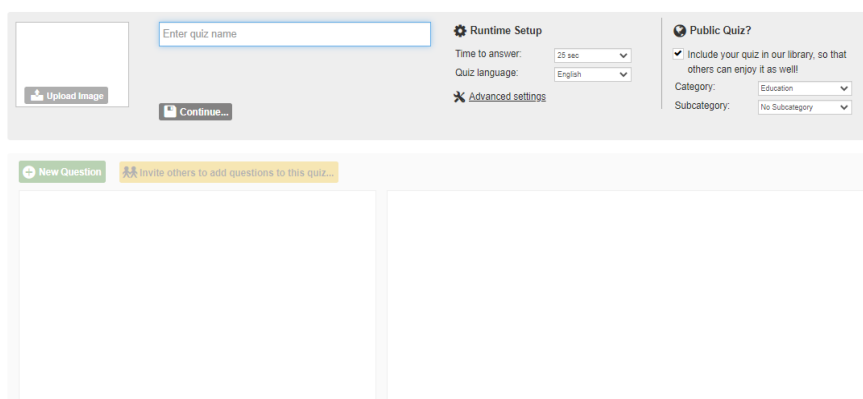 Enter quiz name
Upload Image
Continue...
Runtime Setup
Time to answer: 25 sec
Quiz language: English
Advanced settings
Public Quiz?
Include your quiz in our library, so that
others can enjoy it as well!
Category: Education
Subcategory: No Subcategory
New Question
Invite others to add questions to this quiz...